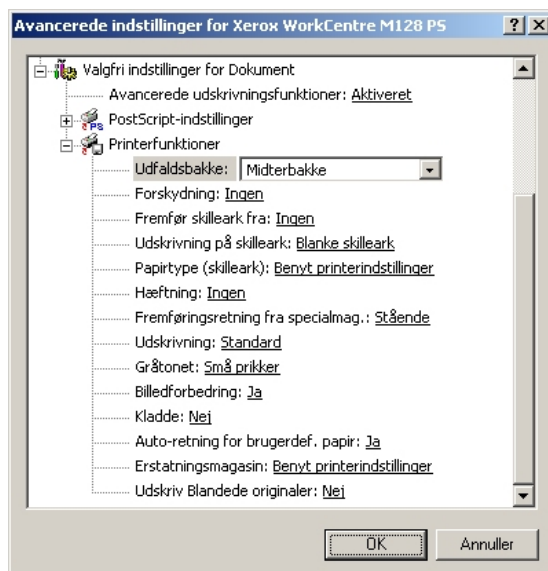 Avancerede indstillinger for Xerox WorkCentre M128 PS
Valgfri indstillinger for Dokument
Avancerede udskrivningsfunktioner: Aktiveret
PostScript-indstillinger
Printerfunktioner
Udfaldsbakke: Midterbakke
Forskydning: Ingen
Fremfør skilleark fra: Ingen
Udskrivning på skilleark: Blanke skilleark
Papirtype (skilleark): Benyt printerindstillinger
Hæftning: Ingen
Fremføringsretning fra specialmag.: Stående
Udskrivning: Standard
Gråtonet: Små prikker
Billedforbedring: Ja
Kladde: Nej
Auto-retning for brugerdef. papir: Ja
Erstatningsmagasin: Benyt printerindstillinger
Udskriv Blandede originaler: Nej
OK Annuller